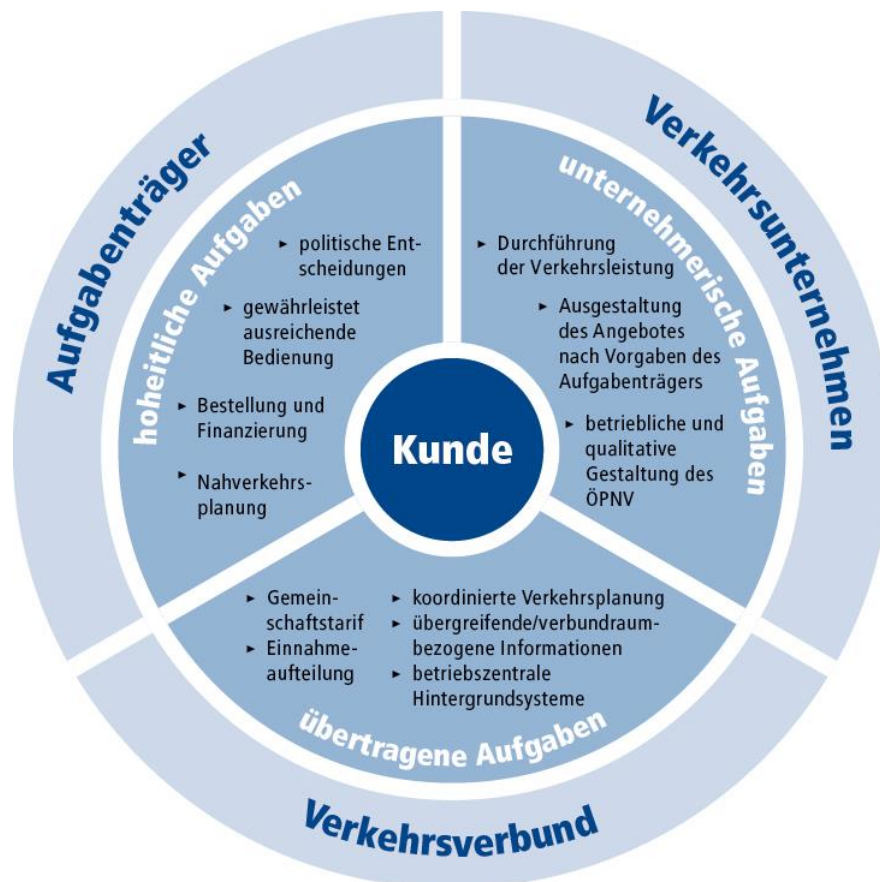 Aufgabenträger
hoheitliche Aufgaben
▸ politische Ent-
scheidungen
▸ gewährleistet
ausreichende
Bedienung
▸ Bestellung und
Finanzierung
▸ Nahverkehrs-
planung
Verkehrsunternehmen
unternehmerische Aufgaben
▸ Durchführung
der Verkehrsleistung
▸ Ausgestaltung
des Angebotes
nach Vorgaben des
Aufgabenträgers
▸ betriebliche und
qualitative
Gestaltung des
ÖPNV
Kunde
▸ Gemein-
schaftstarif
▸ Einnahme-
aufteilung
▸ koordinierte Verkehrsplanung
▸ übergreifende/verbundraum-
bezogene Informationen
▸ betriebszentrale
Hintergrundsysteme
übertragene Aufgaben
Verkehrsverbund